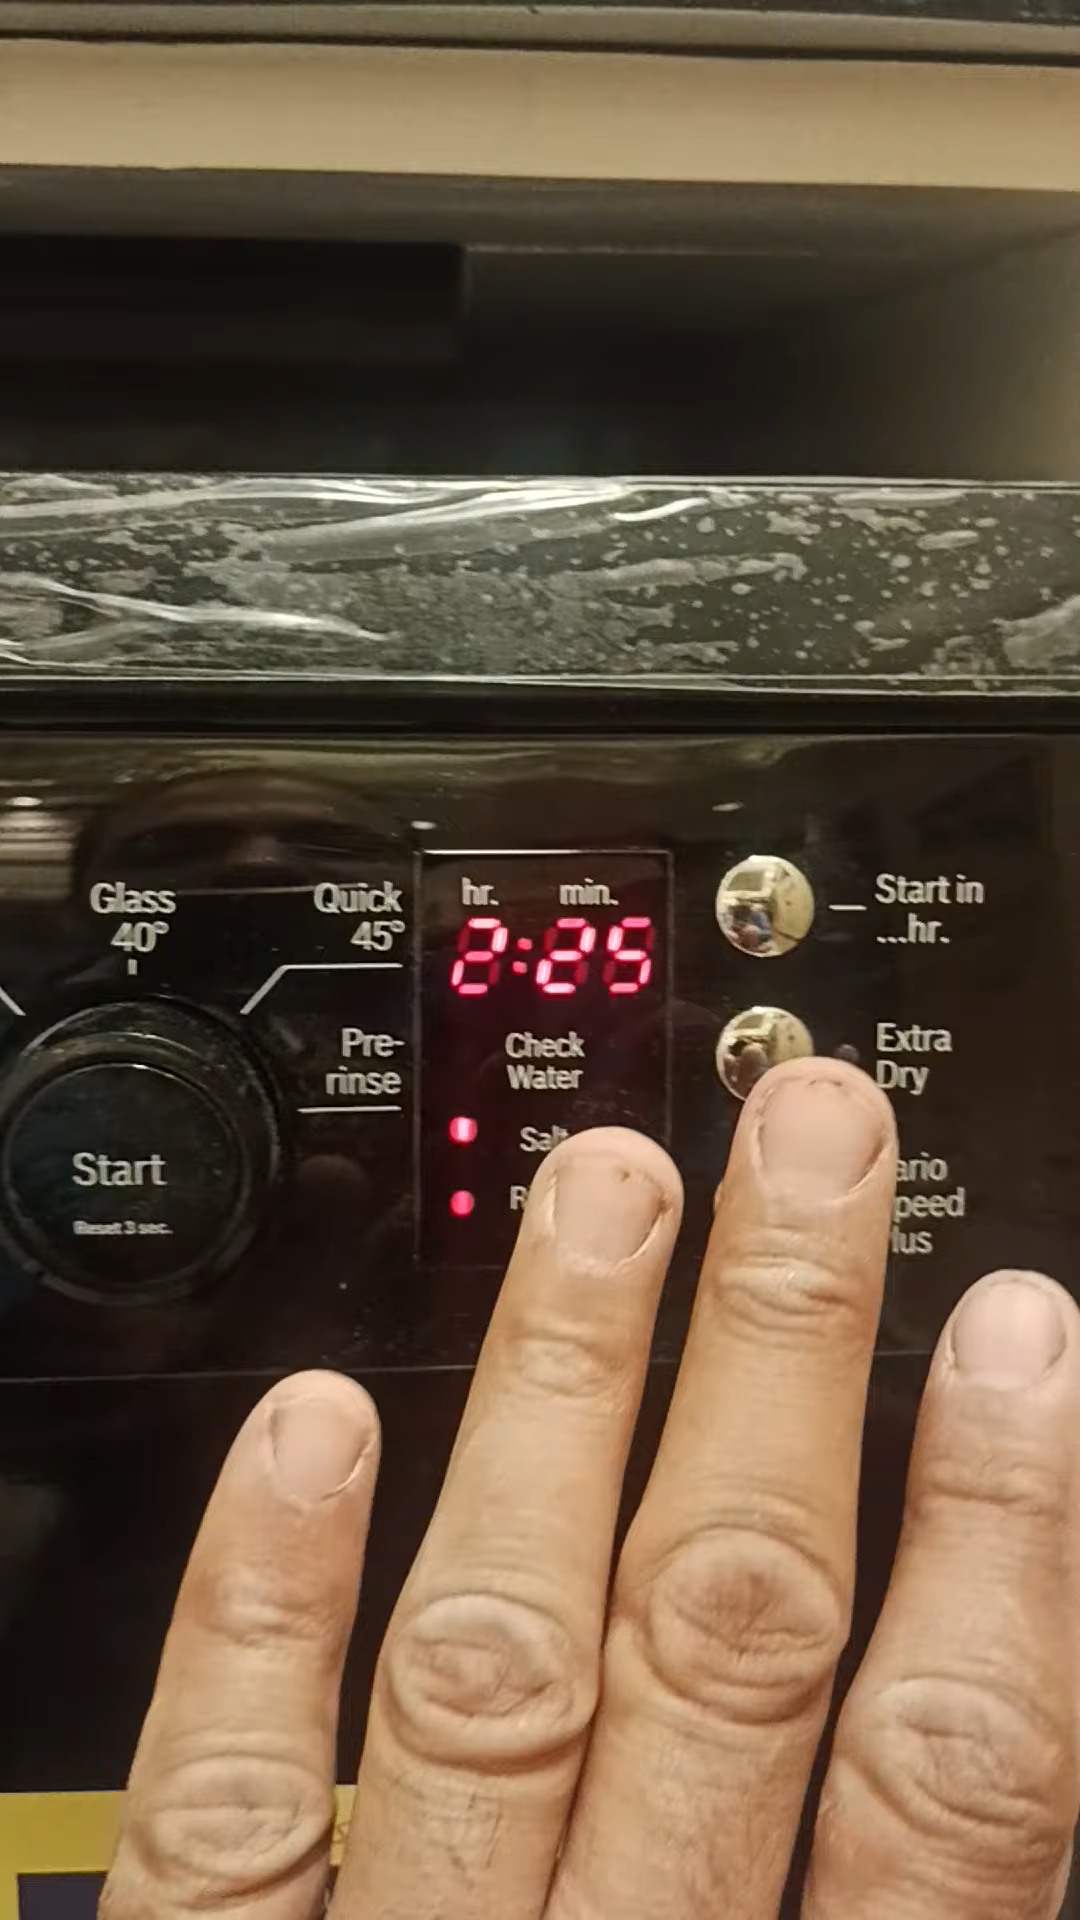 Glass
40°
Quick
45°
hr. min.
2:25
Start in
...hr.
Check
Water
Extra
Dry
Pre-
rinse
Start
Reset 3 sec.